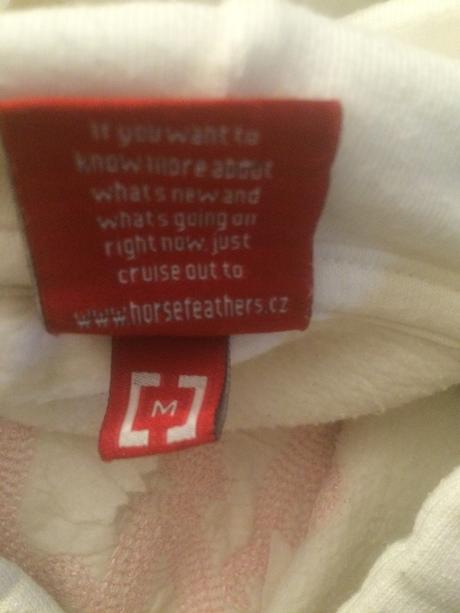 if you want to
know more about
what's new and
what's going on
right now, just
cruise out to
www.horsefeathers.cz
M